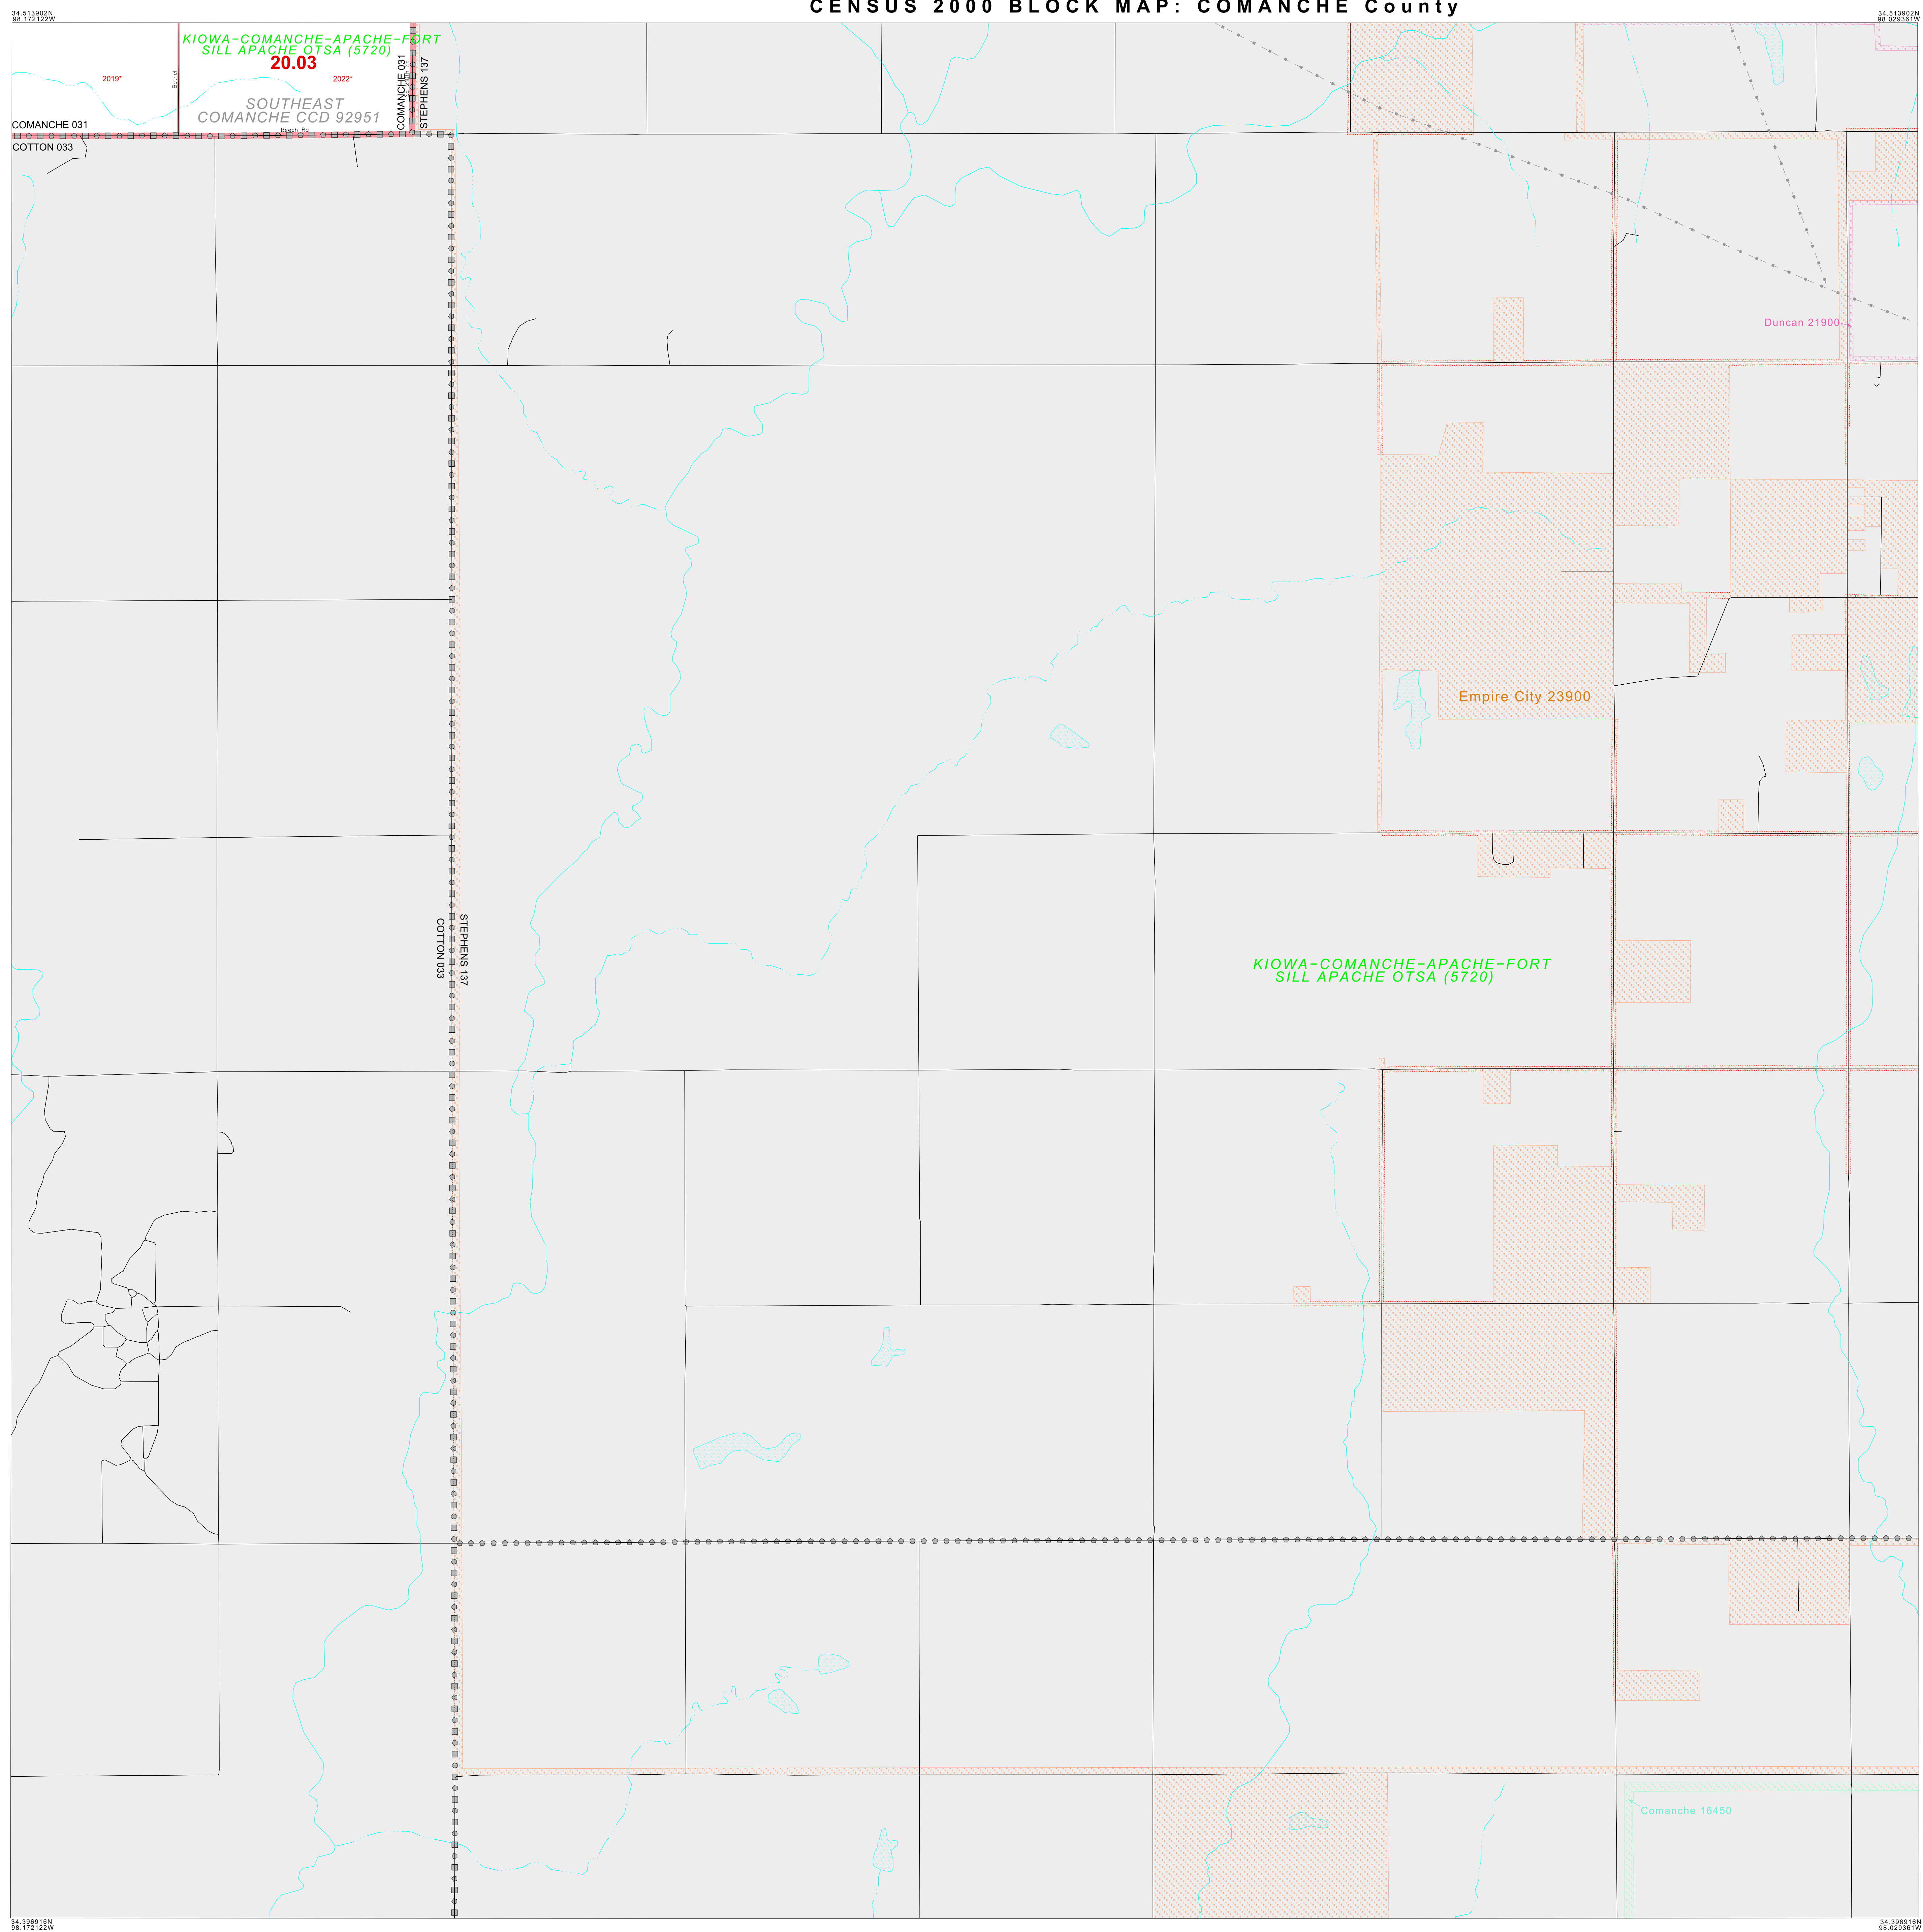 CENSUS 2000 BLOCK MAP: COMANCHE County
34.513902N
98.172122W
34.513902N
98.029361W
KIOWA-COMANCHE-APACHE-FORT
SILL APACHE OTSA (5720)
20.03
2019*
2022*
Bethel
COMANCHE 031
STEPHENS 137
SOUTHEAST
COMANCHE CCD 92951
Beech Rd
COMANCHE 031
COTTON 033
Duncan 21900
Empire City 23900
COTTON 033
STEPHENS 137
KIOWA-COMANCHE-APACHE-FORT
SILL APACHE OTSA (5720)
Comanche 16450
34.396916N
98.172122W
34.396916N
98.029361W